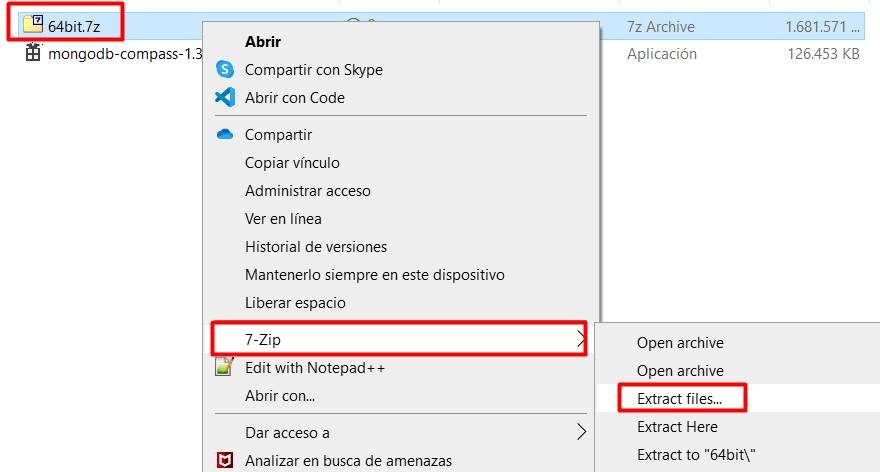 64bit.7z 7z Archive 1.681.571 ...
mongodb-compass-1.3 Aplicación 126.453 KB
Abrir
Compartir con Skype
Abrir con Code
Compartir
Copiar vínculo
Administrar acceso
Ver en línea
Historial de versiones
Mantenerlo siempre en este dispositivo
Liberar espacio
7-Zip
Edit with Notepad++
Abrir con...
Dar acceso a
Analizar en busca de amenazas
Open archive
Open archive
Extract files...
Extract Here
Extract to "64bit\"